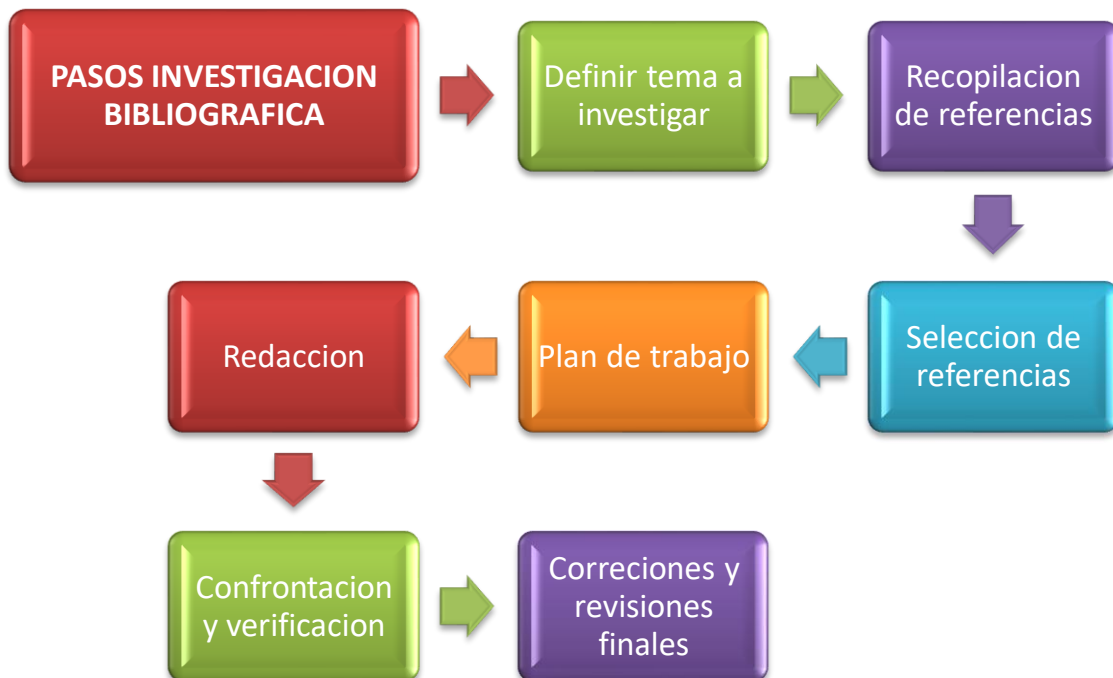 PASOS INVESTIGACION
BIBLIOGRAFICA
Definir tema a
investigar
Recopilacion
de referencias
Seleccion de
referencias
Plan de trabajo
Redaccion
Confrontacion
y verificacion
Correciones y
revisiones
finales